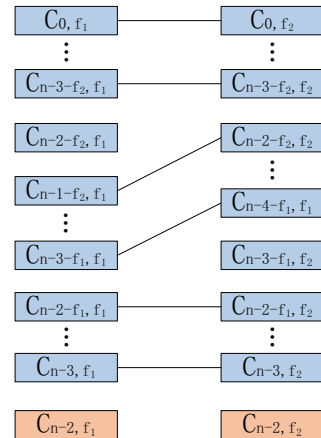 C0, f1 C0, f2
⋮ ⋮
Cn-3-f2, f1 Cn-3-f2, f2
Cn-2-f2, f1 Cn-2-f2, f2
⋮
Cn-1-f2, f1 Cn-4-f1, f1
⋮
Cn-3-f1, f1 Cn-3-f1, f2
Cn-2-f1, f1 Cn-2-f1, f2
⋮ ⋮
Cn-3, f1 Cn-3, f2
Cn-2, f1 Cn-2, f2